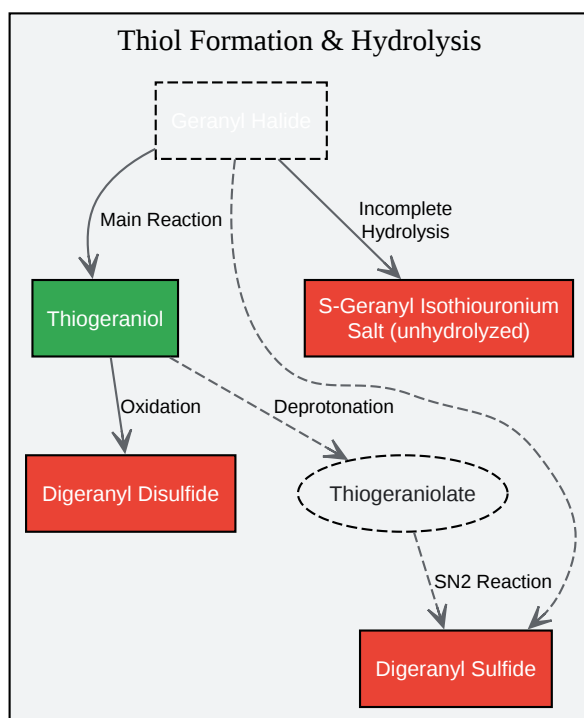 Thiol Formation & Hydrolysis
Geranyl Halide
Main Reaction
Incomplete
Hydrolysis
Thiogeraniol
S-Geranyl Isothiouronium
Salt (unhydrolyzed)
Oxidation
Deprotonation
Digeranyl Disulfide
Thiogeraniolate
SN2 Reaction
Digeranyl Sulfide